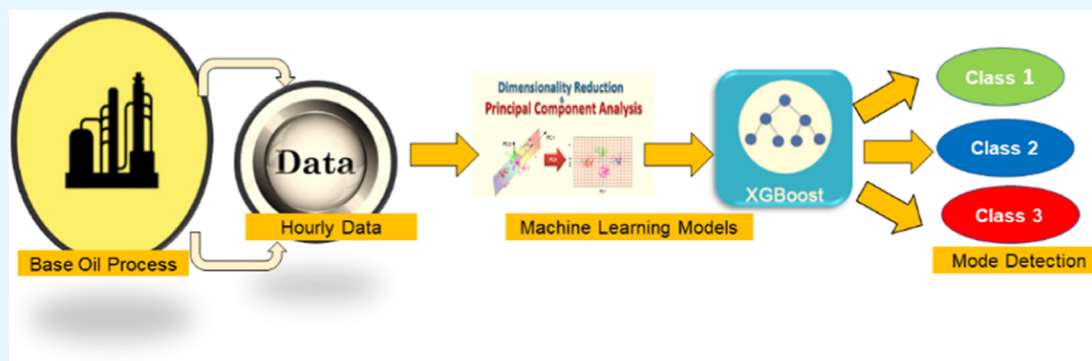 Base Oil Process
Data
Hourly Data
Dimensionality Reduction
&
Principal Component Analysis
Machine Learning Models
XGBoost
Class 1
Class 2
Class 3
Mode Detection